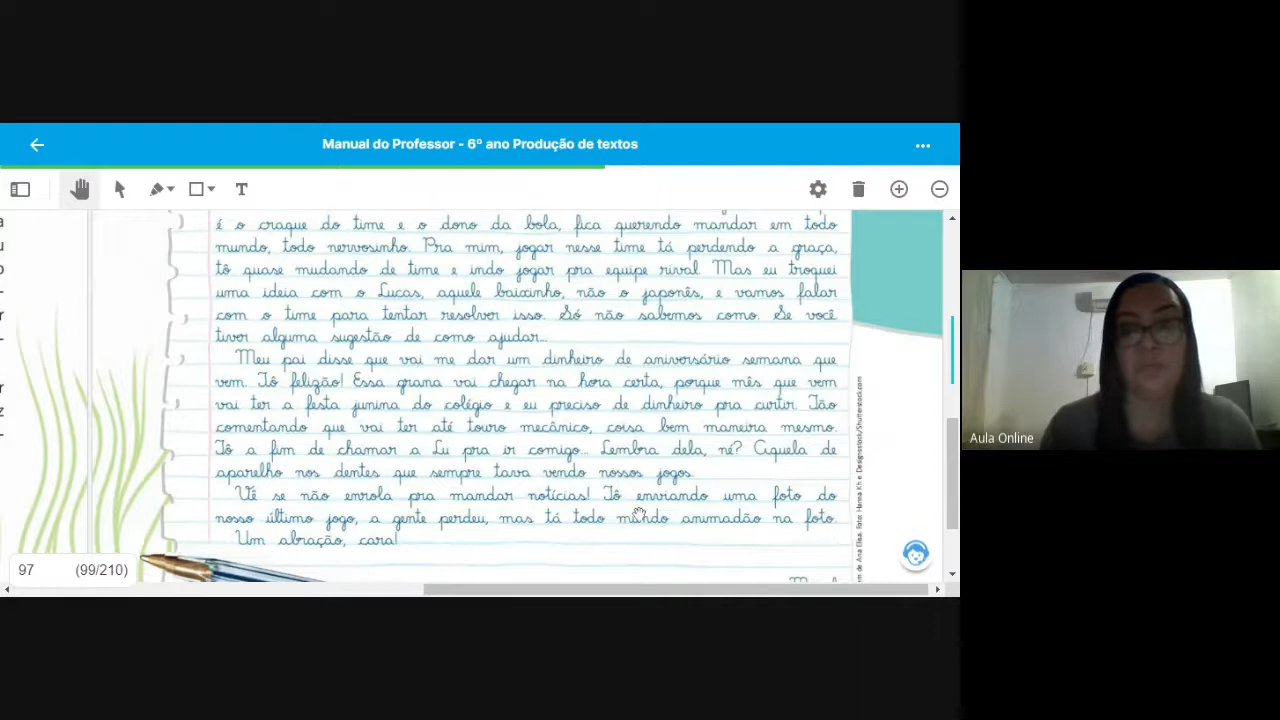 Manual do Professor - 6º ano Produção de textos
T
é o craque do time e o dono da bola, fica querendo mandar em todo
mundo, todo nervosinho. Pra mim, jogar nesse time tá perdendo a graça,
tô quase mudando de time e indo jogar pra equipe rival Mas eu troquei
uma ideia com o Lucas, aquele baixinho, não o japonês, e vamos falar
com o time para tentar resolver isso. Só não sabemos como. Se você
tiver alguma sugestão de como ajudar...
Meu pai disse que vai me dar um dinheiro de aniversário semana que
vem. Tô felizão! Essa grana vai chegar na hora certa, porque mês que vem
vai ter a festa junina do colégio e eu preciso de dinheiro pra curtir. Tão
comentando que vai ter até touro mecânico, coisa bem maneira mesmo.
Tô a fim de chamar a Lu pra ir comigo... Lembra dela, né? Aquela de
aparelho nos dentes que sempre tava vendo nossos jogos.
Vê se não enrola pra mandar notícias! Tô enviando uma foto do
nosso último jogo, a gente perdeu, mas tá todo mundo animadão na foto.
Um abração, cara!
97 (99/210)
a
u
o
-
r
-
r
z
-
Aula Online